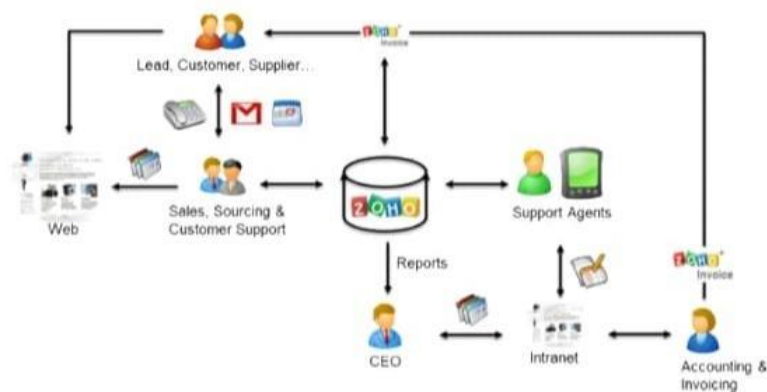 ZOHO
Invoice
Lead, Customer, Supplier...
Web
Sales, Sourcing &
Customer Support
ZOHO
Support Agents
Reports
CEO
Intranet
ZOHO
Invoice
Accounting &
Invoicing